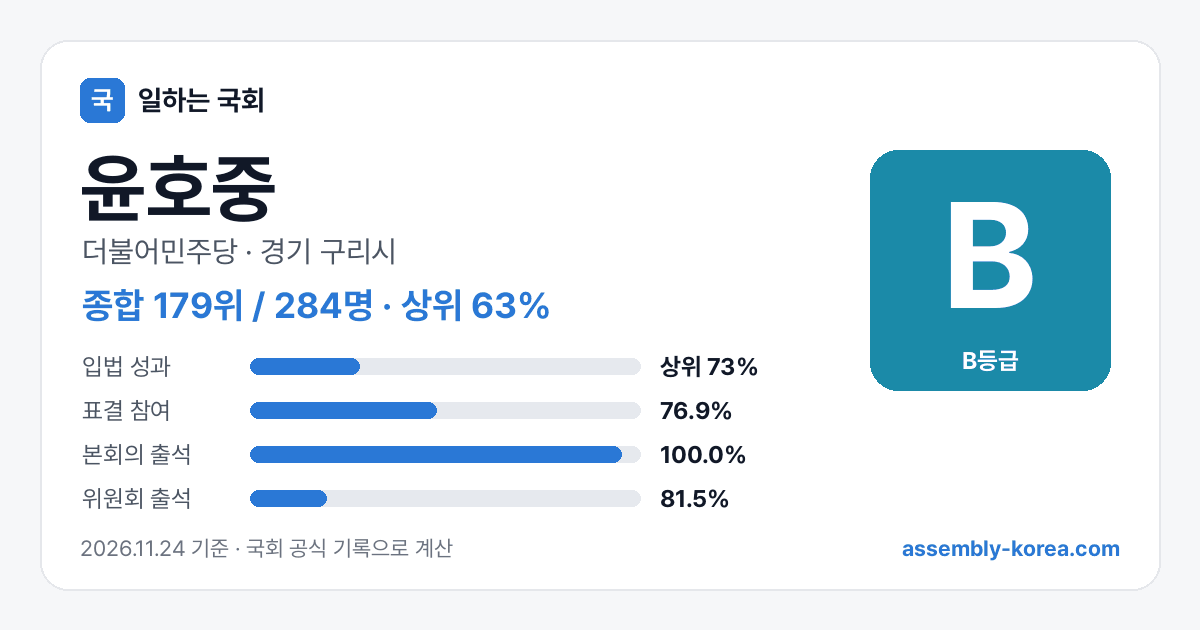 국 일하는 국회
윤호중
더불어민주당 · 경기 구리시
종합 179위 / 284명 · 상위 63%
입법 성과 상위 73%
표결 참여 76.9%
본회의 출석 100.0%
위원회 출석 81.5%
B
B등급
2026.11.24 기준 · 국회 공식 기록으로 계산
assembly-korea.com